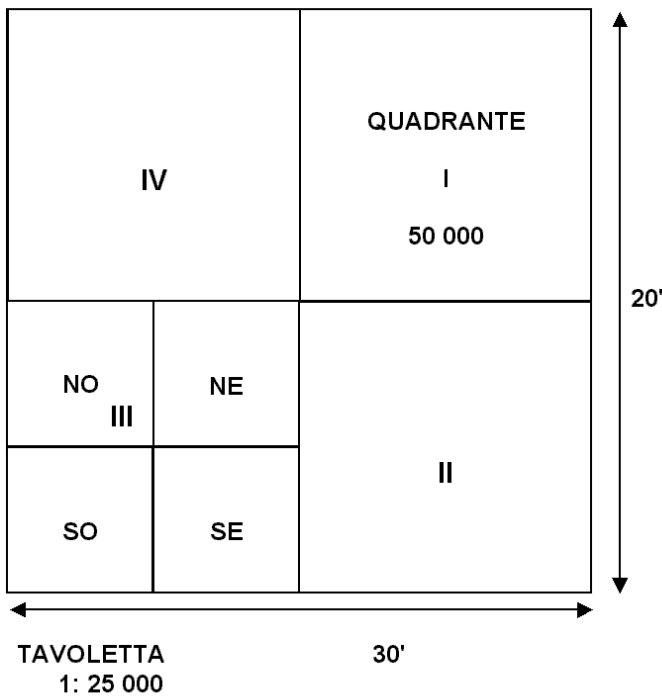 QUADRANTE
IV
I
50 000
20'
NO
NE
III
II
SO
SE
TAVOLETTA
30'
1: 25 000